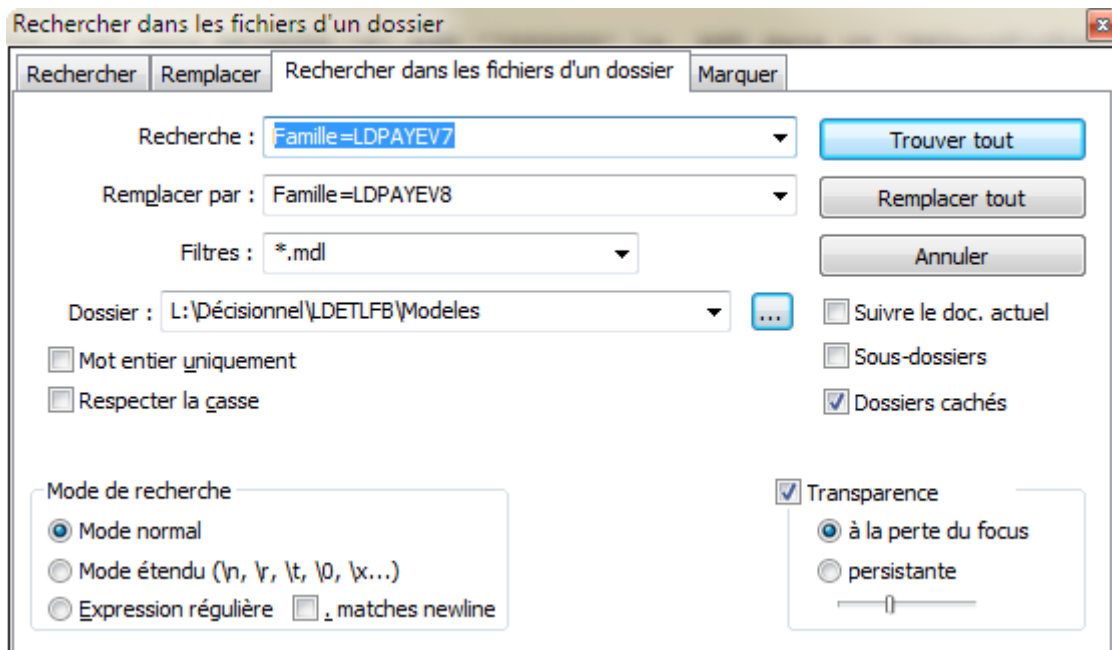 Rechercher dans les fichiers d'un dossier
Rechercher Remplacer Rechercher dans les fichiers d'un dossier Marquer
Recherche : Famille=LDPAYEV7 Trouver tout
Remplacer par : Famille=LDPAYEV8 Remplacer tout
Filtres : *.mdl Annuler
Dossier : L:\Décisionnel\LDETLFB\Modeles ... Suivre le doc. actuel
Mot entier uniquement Sous-dossiers
Respecter la casse Dossiers cachés
Mode de recherche Transparence
Mode normal à la perte du focus
Mode étendu (\n, \r, \t, \0, \x...) persistante
Expression régulière . matches newline